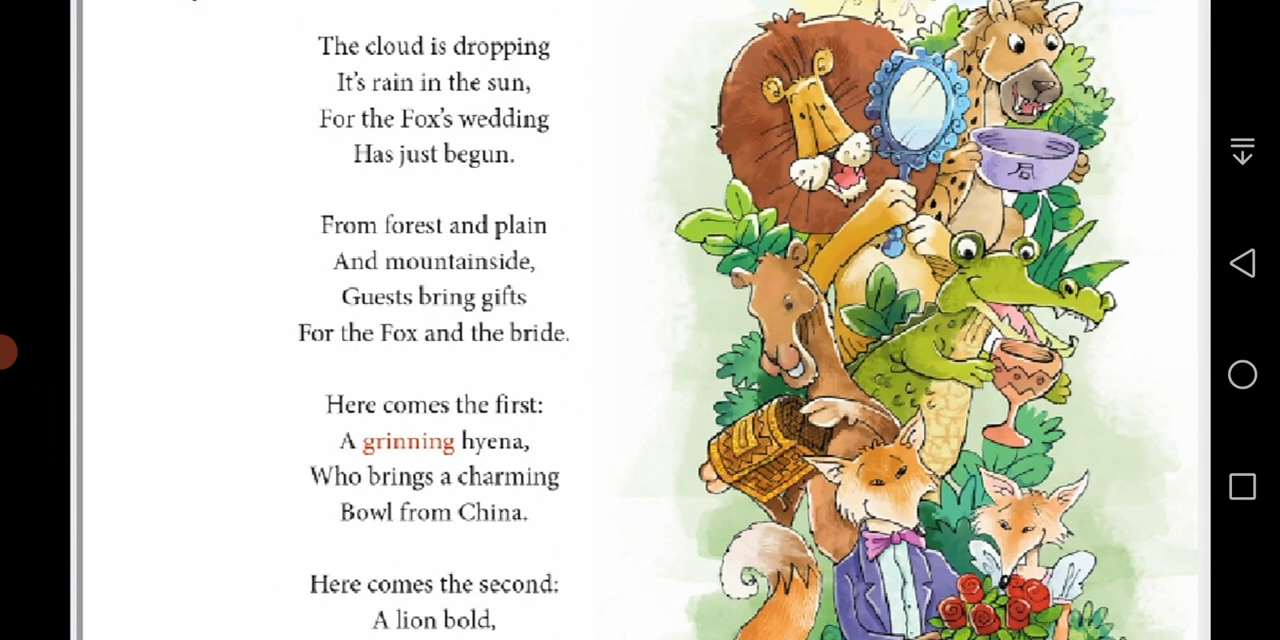 The cloud is dropping
It's rain in the sun,
For the Fox's wedding
Has just begun.
From forest and plain
And mountainside,
Guests bring gifts
For the Fox and the bride.
Here comes the first:
A grinning hyena,
Who brings a charming
Bowl from China.
Here comes the second:
A lion bold,